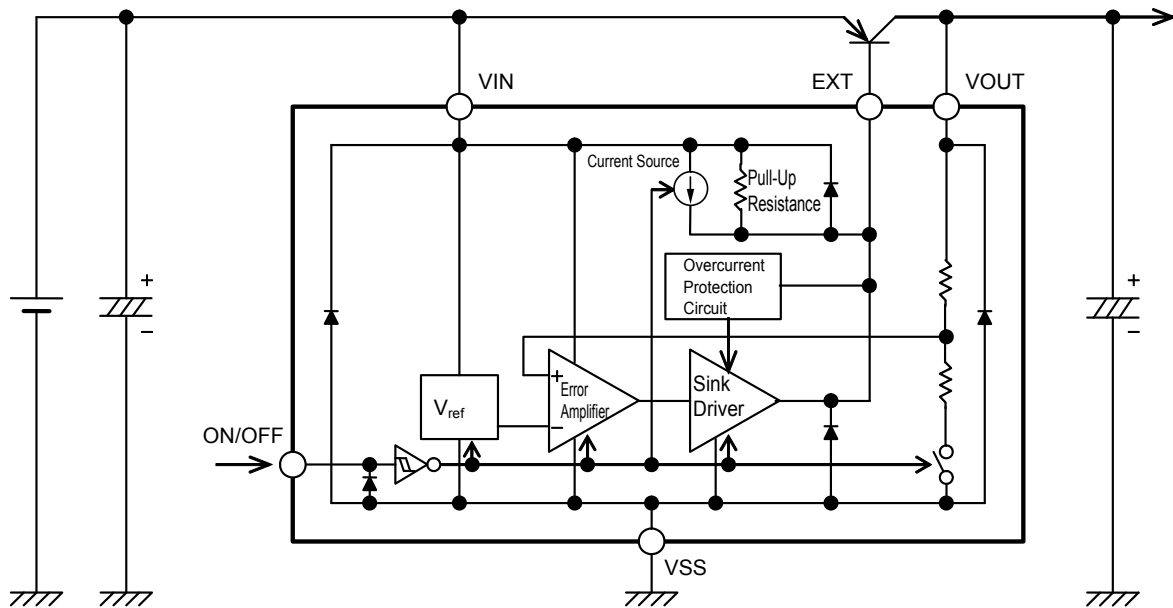 VIN
EXT
VOUT
Current Source
Pull-Up
Resistance
Overcurrent
Protection
Circuit
+
−
+
−
+
−
Error
Amplifier
Sink
Driver
Vref
ON/OFF
VSS